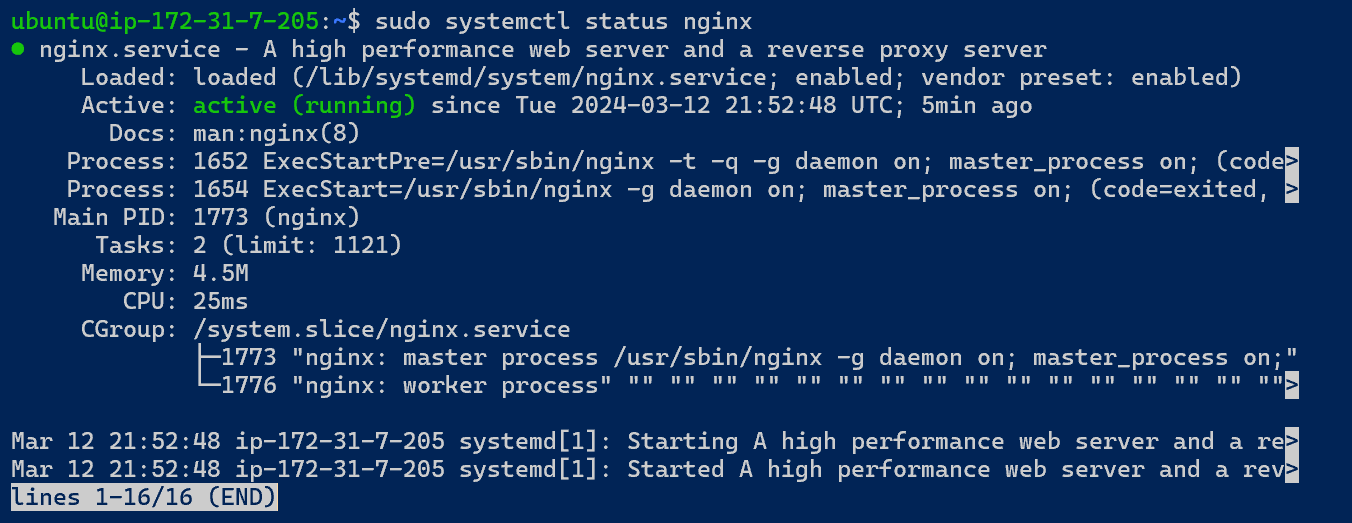 ubuntu@ip-172-31-7-205:~$ sudo systemctl status nginx
● nginx.service - A high performance web server and a reverse proxy server
     Loaded: loaded (/lib/systemd/system/nginx.service; enabled; vendor preset: enabled)
     Active: active (running) since Tue 2024-03-12 21:52:48 UTC; 5min ago
       Docs: man:nginx(8)
    Process: 1652 ExecStartPre=/usr/sbin/nginx -t -q -g daemon on; master_process on; (code>
    Process: 1654 ExecStart=/usr/sbin/nginx -g daemon on; master_process on; (code=exited, >
   Main PID: 1773 (nginx)
      Tasks: 2 (limit: 1121)
     Memory: 4.5M
        CPU: 25ms
     CGroup: /system.slice/nginx.service
             ├─1773 "nginx: master process /usr/sbin/nginx -g daemon on; master_process on;"
             └─1776 "nginx: worker process" "" "" "" "" "" "" "" "" "" "" "" "" "" "" "" "">

Mar 12 21:52:48 ip-172-31-7-205 systemd[1]: Starting A high performance web server and a re>
Mar 12 21:52:48 ip-172-31-7-205 systemd[1]: Started A high performance web server and a rev>
lines 1-16/16 (END)